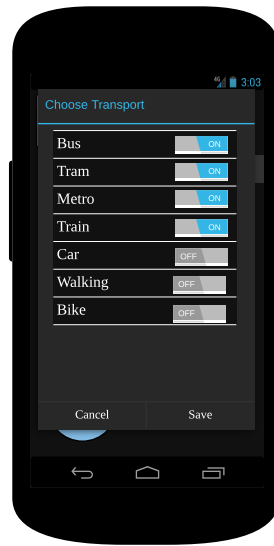 4G 3:03
Choose Transport
Bus ON
Tram ON
Metro ON
Train ON
Car OFF
Walking OFF
Bike OFF
Cancel Save